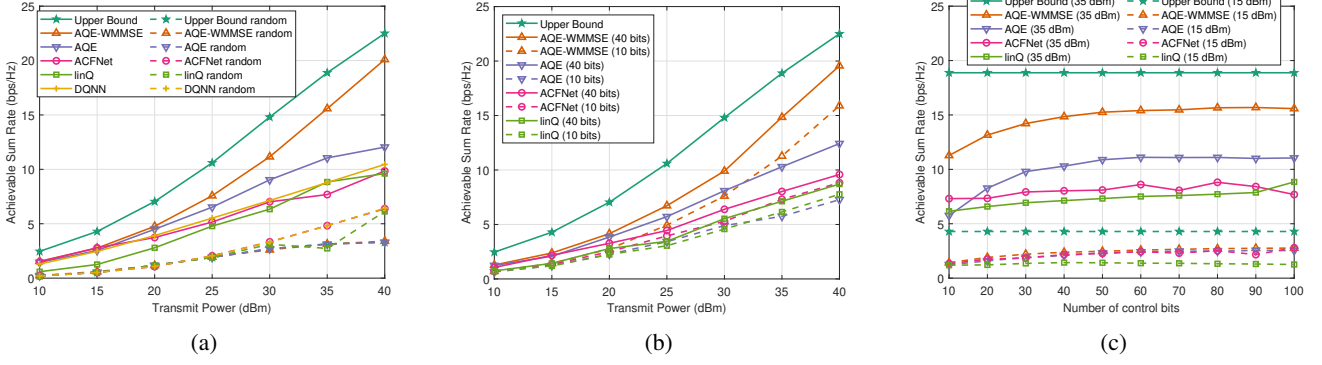 Achievable Sum Rate (bps/Hz)
25
20
15
10
5
0
Upper Bound
AQE-WMMSE
AQE
ACFNet
linQ
DQNN
Upper Bound random
AQE-WMMSE random
AQE random
ACFNet random
linQ random
DQNN random
10 15 20 25 30 35 40
Transmit Power (dBm)
(a)
Achievable Sum Rate (bps/Hz)
25
20
15
10
5
0
Upper Bound
AQE-WMMSE (40 bits)
AQE-WMMSE (10 bits)
AQE (40 bits)
AQE (10 bits)
ACFNet (40 bits)
ACFNet (10 bits)
linQ (40 bits)
linQ (10 bits)
10 15 20 25 30 35 40
Transmit Power (dBm)
(b)
Achievable Sum Rate (bps/Hz)
25
20
15
10
5
0
Upper Bound (35 dBm)
AQE-WMMSE (35 dBm)
AQE (35 dBm)
ACFNet (35 dBm)
linQ (35 dBm)
Upper Bound (15 dBm)
AQE-WMMSE (15 dBm)
AQE (15 dBm)
ACFNet (15 dBm)
linQ (15 dBm)
10 20 30 40 50 60 70 80 90 100
Number of control bits
(c)